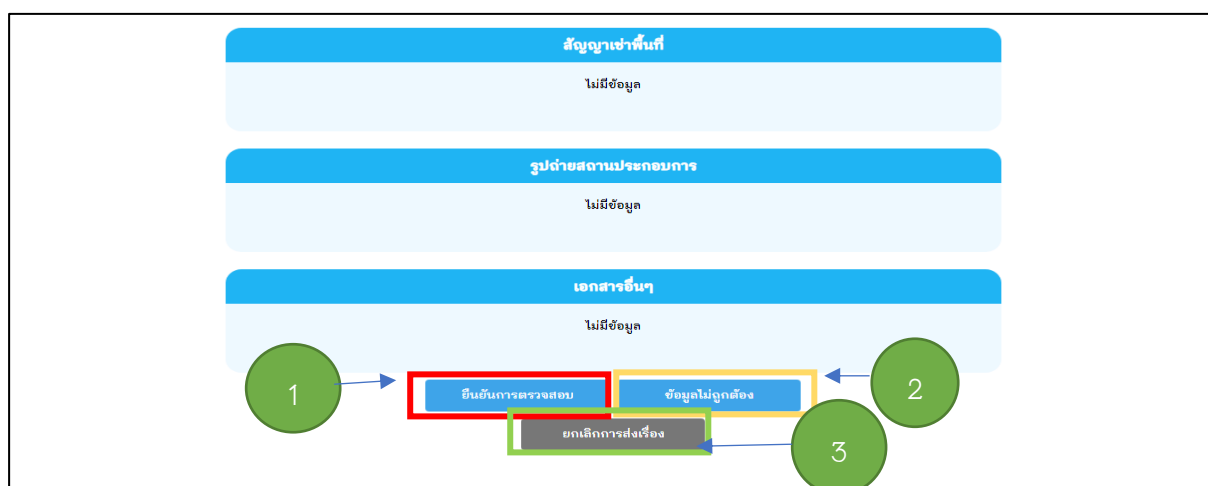 สัญญาเช่าพื้นที่
ไม่มีข้อมูล
รูปถ่ายสถานประกอบการ
ไม่มีข้อมูล
เอกสารอื่นๆ
ไม่มีข้อมูล
1
ยืนยันการตรวจสอบ
ข้อมูลไม่ถูกต้อง
2
ยกเลิกการส่งเรื่อง
3